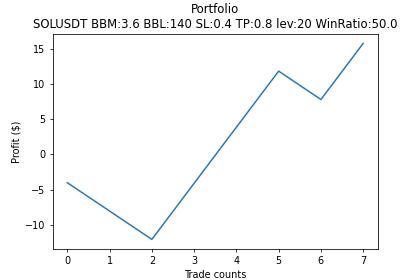 Portfolio
SOLUSDT BBM:3.6 BBL:140 SL:0.4 TP:0.8 lev:20 WinRatio:50.0
15
10
5
0
−5
−10
Profit ($)
0 1 2 3 4 5 6 7
Trade counts